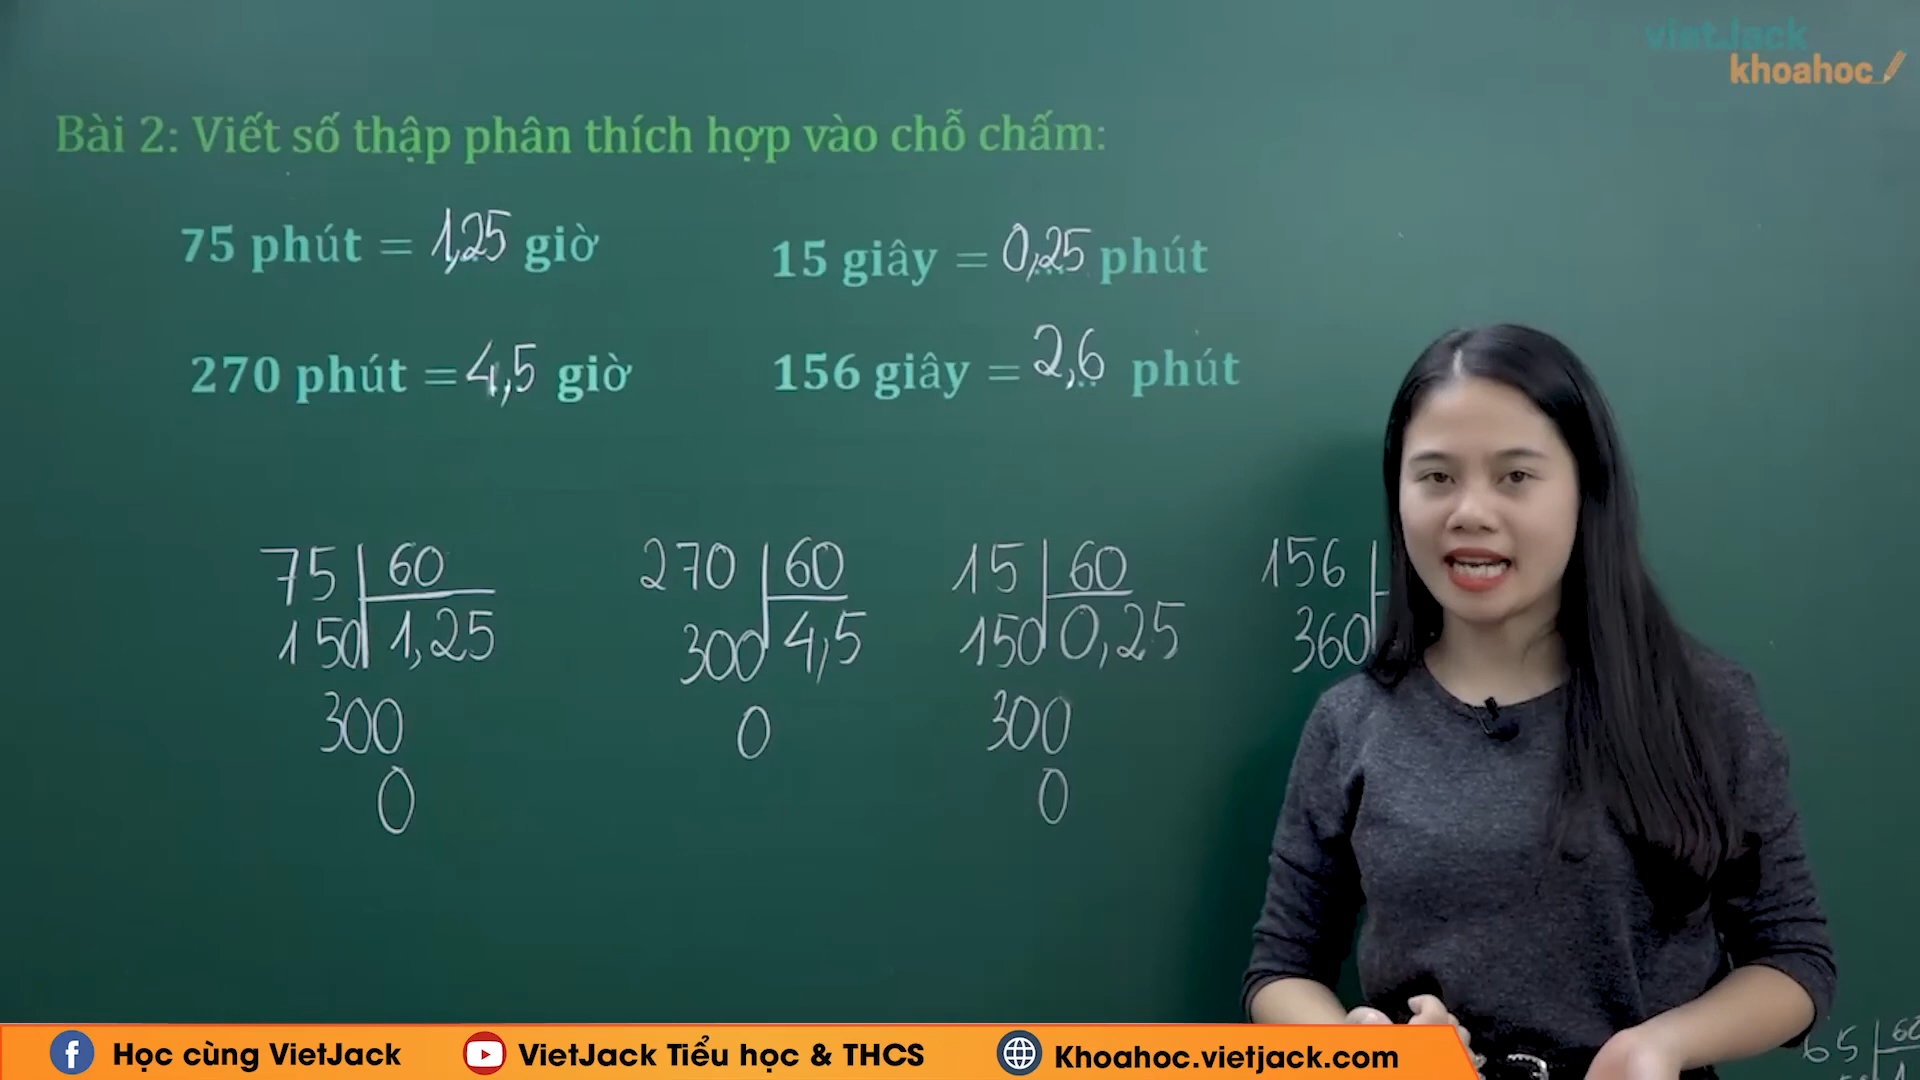 vietJack
khoahoc
Bài 2: Viết số thập phân thích hợp vào chỗ chấm:
75 phút = 1,25 giờ
15 giây = 0,25 phút
270 phút = 4,5 giờ
156 giây = 2,6 phút
75 60
150 1,25
300
0
270 60
300 4,5
0
15 60
150 0,25
300
0
156
360
65 60
Học cùng VietJack
VietJack Tiểu học & THCS
Khoahoc.vietjack.com